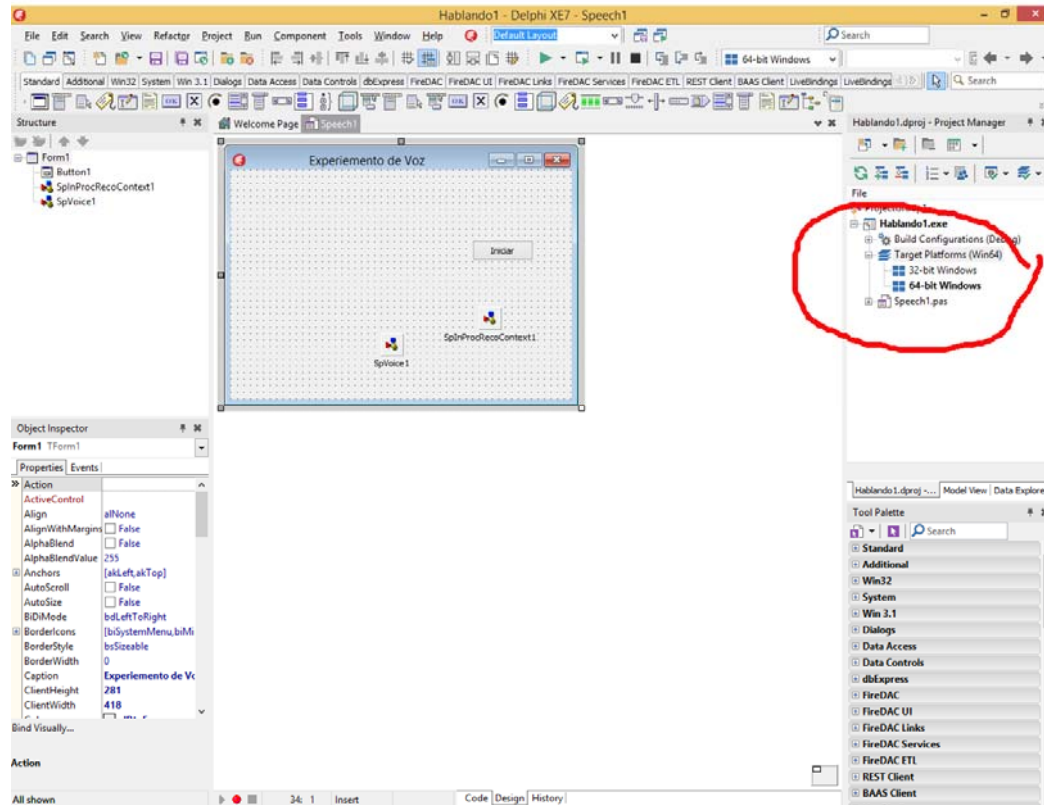 Hablando1 - Delphi XE7 - Speech1
File Edit Search View Refactor Project Run Component Tools Window Help Default Layout Search
64-bit Windows
Standard Additional Win32 System Win 3.1 Dialogs Data Access Data Controls dbExpress FireDAC FireDAC UI FireDAC Links FireDAC Services FireDAC ETL REST Client BAAS Client LiveBindings LiveBindings Search
Structure
Form1
Button1
SpInProcRecoContext1
SpVoice1
Welcome Page Speech1
Experiemento de Voz
Iniciar
SpInProcRecoContext1
SpVoice1
Hablando1.dproj - Project Manager
File
Hablando1.exe
Build Configurations (Debug)
Target Platforms (Win64)
32-bit Windows
64-bit Windows
Speech1.pas
Object Inspector
Form1 TForm1
Properties Events
Action
ActiveControl
Align alNone
AlignWithMargins False
AlphaBlend False
AlphaBlendValue 255
Anchors [akLeft,akTop]
AutoScroll False
AutoSize False
BiDiMode bdLeftToRight
BorderIcons [biSystemMenu,biMi
BorderStyle bsSizeable
BorderWidth 0
Caption Experiemento de Vo
ClientHeight 281
ClientWidth 418
Bind Visually...
Action
All shown
34: 1 Insert
Code Design History
Hablando1.dproj -... Model View Data Explore
Tool Palette
Search
Standard
Additional
Win32
System
Win 3.1
Dialogs
Data Access
Data Controls
dbExpress
FireDAC
FireDAC UI
FireDAC Links
FireDAC Services
FireDAC ETL
REST Client
BAAS Client